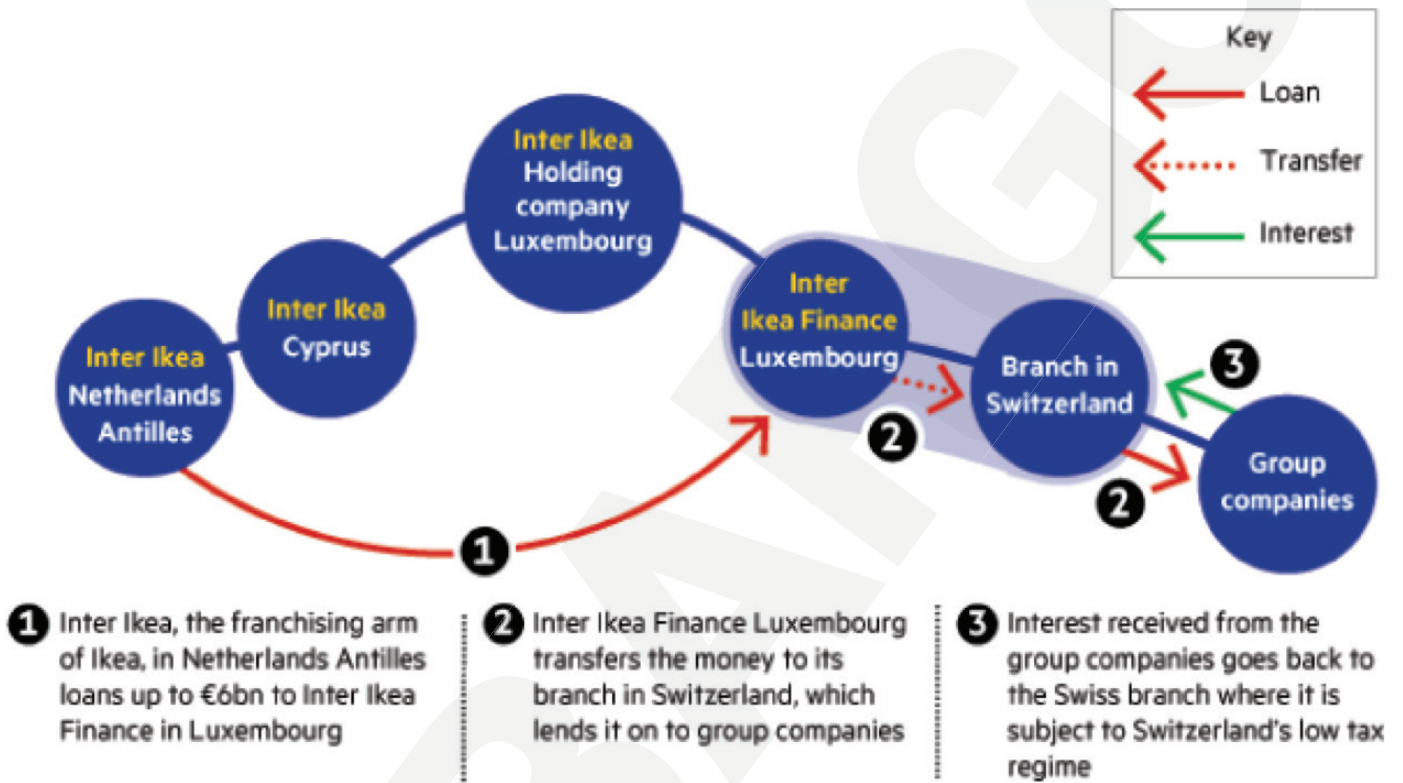 Key
Loan
Transfer
Interest
Inter Ikea
Holding
company
Luxembourg
Inter Ikea
Cyprus
Inter Ikea
Netherlands
Antilles
Inter
Ikea Finance
Luxembourg
Branch in
Switzerland
Group
companies
1
2
2
3
1 Inter Ikea, the franchising arm
of Ikea, in Netherlands Antilles
loans up to €6bn to Inter Ikea
Finance in Luxembourg
2 Inter Ikea Finance Luxembourg
transfers the money to its
branch in Switzerland, which
lends it on to group companies
3 Interest received from the
group companies goes back to
the Swiss branch where it is
subject to Switzerland's low tax
regime